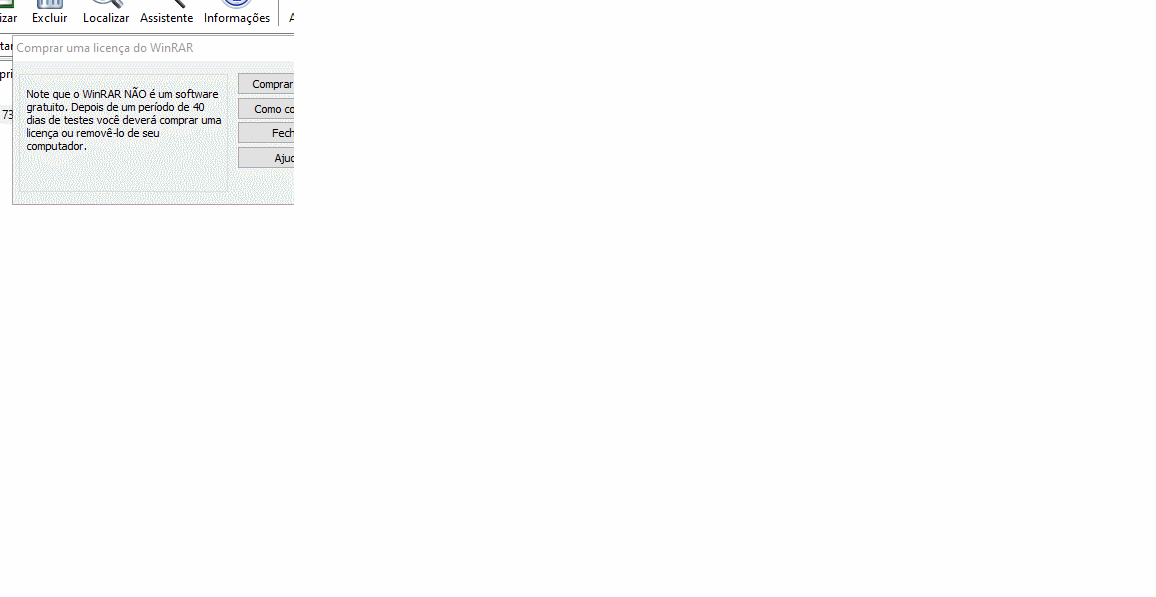 izar Excluir Localizar Assistente Informações
Comprar uma licença do WinRAR
Note que o WinRAR NÃO é um software
gratuito. Depois de um período de 40
dias de testes você deverá comprar uma
licença ou removê-lo de seu
computador.
Comprar
Como co
Fech
Ajud
73